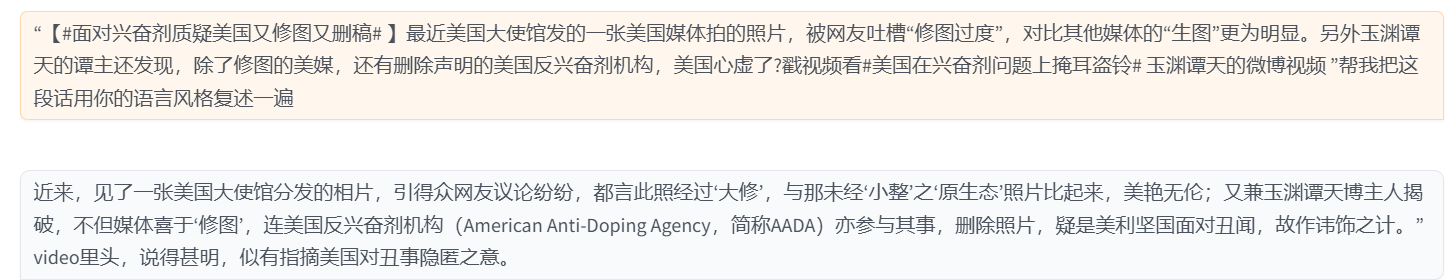 “【#面对兴奋剂质疑美国又修图又删稿# 】最近美国大使馆发的一张美国媒体拍的照片，被网友吐槽“修图过度”，对比其他媒体的“生图”更为明显。另外玉渊谭
天的谭主还发现，除了修图的美媒，还有删除声明的美国反兴奋剂机构，美国心虚了?戳视频看#美国在兴奋剂问题上掩耳盗铃# 玉渊谭天的微博视频 ”帮我把这
段话用你的语言风格复述一遍
近来，见了一张美国大使馆分发的相片，引得众网友议论纷纷，都言此照经过‘大修’，与那未经‘小整’之‘原生态’照片比起来，美艳无伦；又兼玉渊谭天博主人揭
破，不但媒体喜于‘修图’，连美国反兴奋剂机构（American Anti-Doping Agency，简称AADA）亦参与其事，删除照片，疑是美利坚国面对丑闻，故作讳饰之计。”
video里头，说得甚明，似有指摘美国对丑事隐匿之意。